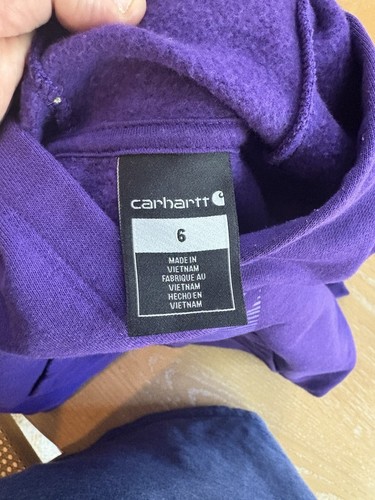 carhartt
6
MADE IN
VIETNAM
FABRIQUE AU
VIETNAM
HECHO EN
VIETNAM